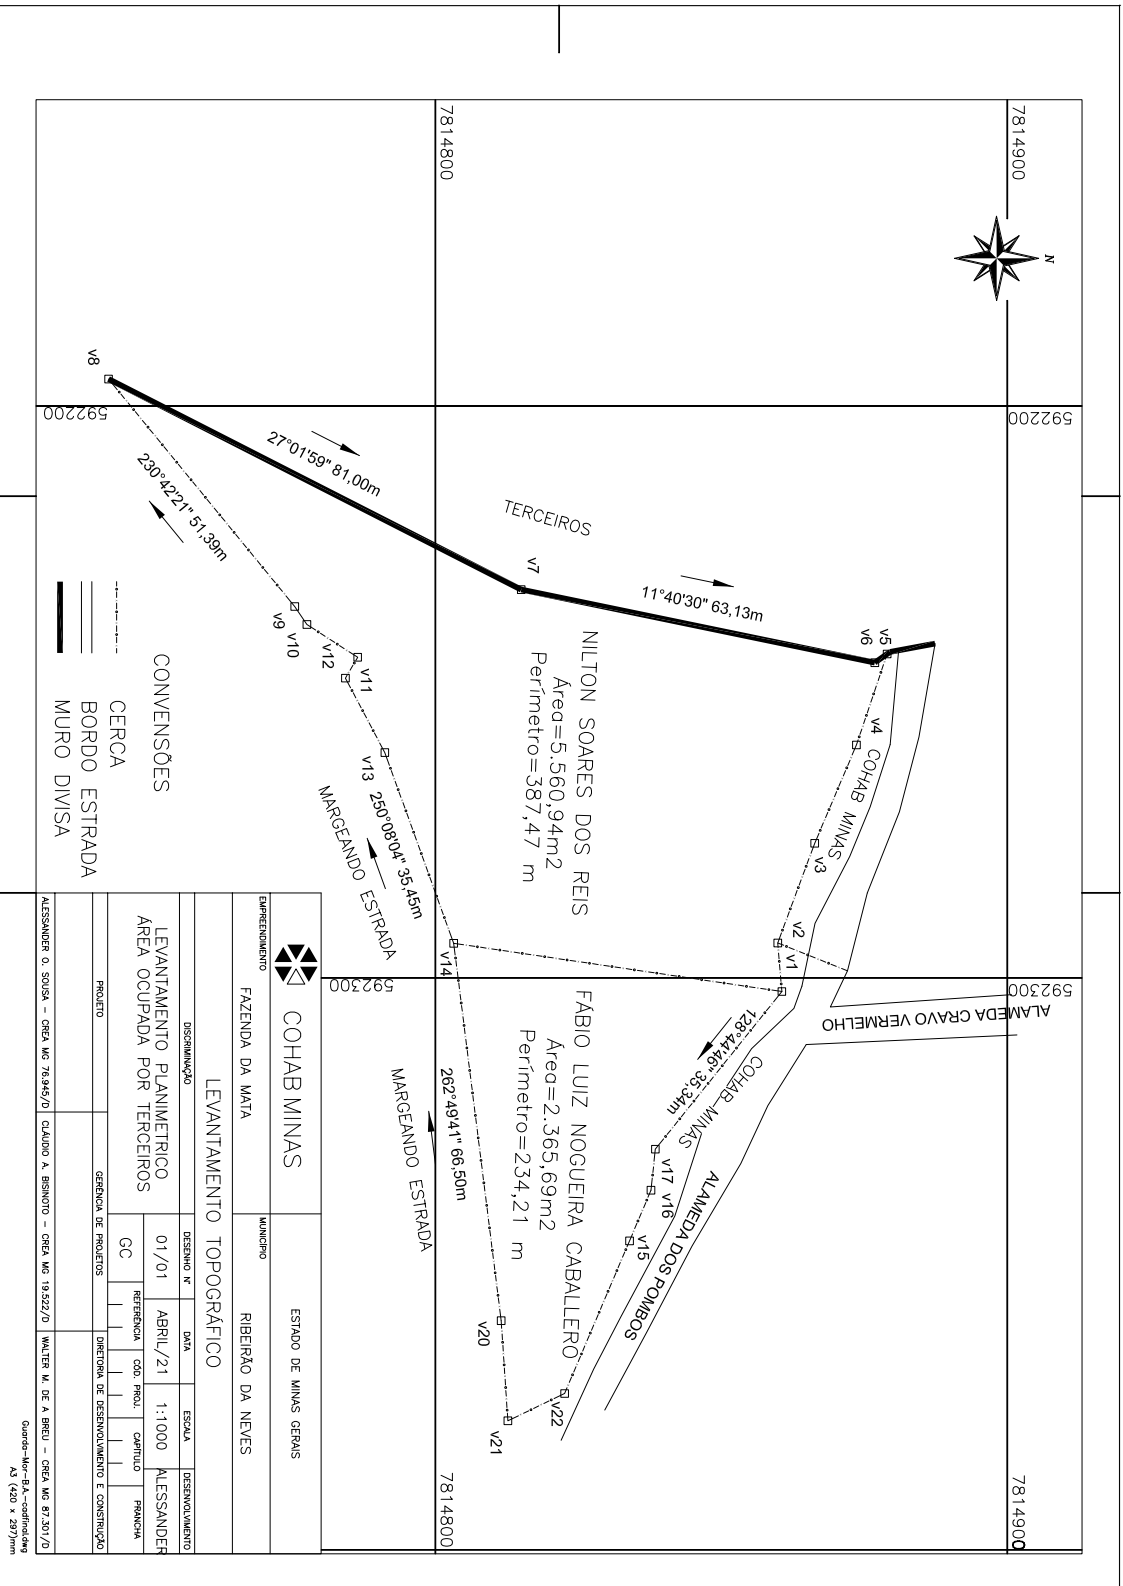 7814900
7814900
7814800
7814800
592200
592200
592300
592300
N
v8
v7
v6
v5
v4
v3
v2
v1
v9
v10
v12
v11
v13
v14
v17
v16
v15
v20
v21
v22
27°01'59" 81,00m
11°40'30" 63,13m
230°42'21" 51,39m
250°08'04" 35,45m
262°49'41" 66,50m
128°44'46" 35,34m
TERCEIROS
COHAB MINAS
COHAB MINAS
ALAMEDA CRAVO VERMELHO
ALAMEDA DOS POMBOS
MARGEANDO ESTRADA
MARGEANDO ESTRADA
NILTON SOARES DOS REIS
Área=5.560,94m2
Perímetro=387,47 m
FÁBIO LUIZ NOGUEIRA CABALLERO
Área=2.365,69m2
Perímetro=234,21 m
CONVENSÕES
CERCA
BORDO ESTRADA
MURO DIVISA
COHAB MINAS
ESTADO DE MINAS GERAIS
EMPREENDIMENTO
FAZENDA DA MATA
MUNICÍPIO
RIBEIRÃO DA NEVES
LEVANTAMENTO TOPOGRÁFICO
DISCRIMINAÇÃO
LEVANTAMENTO PLANIMETRICO
ÁREA OCUPADA POR TERCEIROS
DESENHO Nº
01/01
DATA
ABRIL/21
ESCALA
1:1000
DESENVOLVIMENTO
ALESSANDER
GC
REFERÊNCIA
CÓD. PROJ.
CAPÍTULO
PRANCHA
PROJETO
GERÊNCIA DE PROJETOS
DIRETORIA DE DESENVOLVIMENTO E CONSTRUÇÃO
ALESSANDER O. SOUSA - CREA MG 76.945/D
CLÁUDIO A. BISINOTO - CREA MG 19.522/D
WALTER M. DE A BREU - CREA MG 87.301/D
Guarda-Mor-B.A.-cadfinal.dwg
A3 (420 x 297)mm